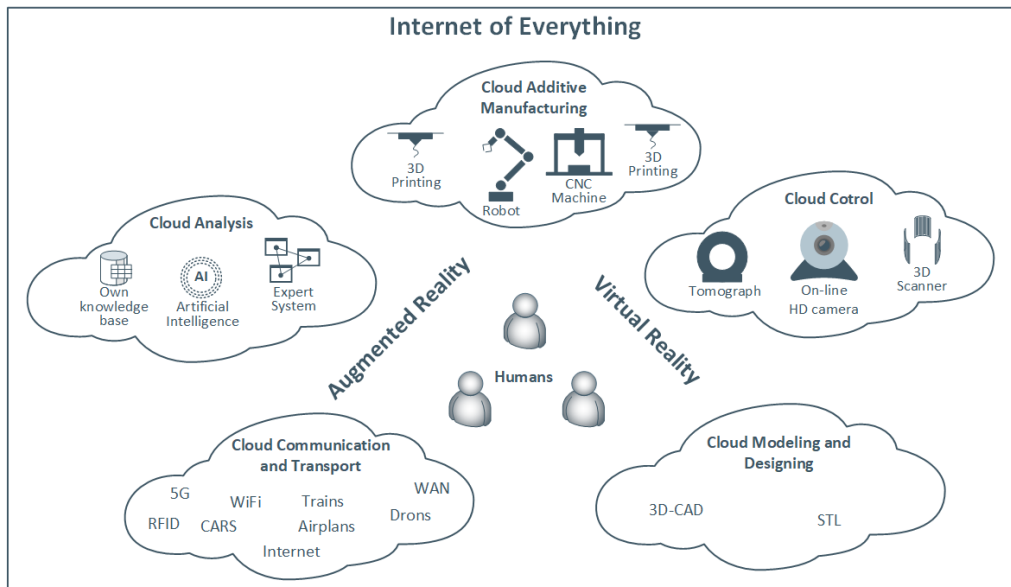 Internet of Everything
Cloud Additive
Manufacturing
3D
Printing
Robot
CNC
Machine
3D
Printing
Cloud Analysis
Own
knowledge
base
AI
Artificial
Intelligence
Expert
System
Cloud Cotrol
Tomograph
On-line
HD camera
3D
Scanner
Augmented Reality
Virtual Reality
Humans
Cloud Communication
and Transport
5G
WiFi
Trains
WAN
RFID
CARS
Airplans
Drons
Internet
Cloud Modeling and
Designing
3D-CAD
STL